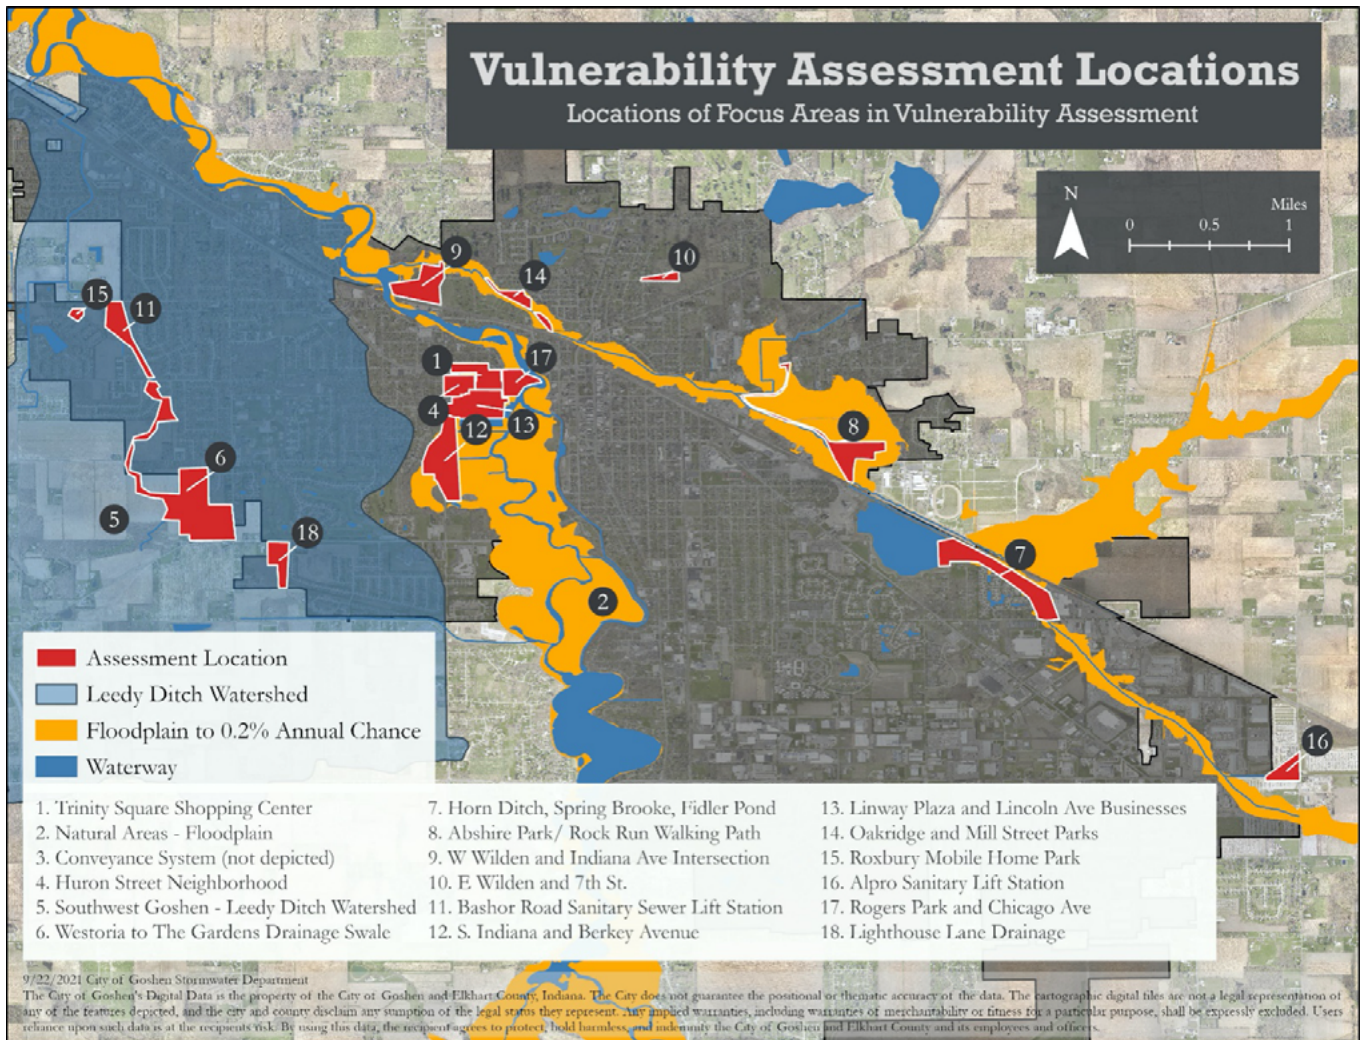 Vulnerability Assessment Locations
Locations of Focus Areas in Vulnerability Assessment
N
Miles
0 0.5 1
9
10
14
15
11
1
17
4
12
13
8
6
5
18
7
2
16
Assessment Location
Leedy Ditch Watershed
Floodplain to 0.2% Annual Chance
Waterway
1. Trinity Square Shopping Center
2. Natural Areas - Floodplain
3. Conveyance System (not depicted)
4. Huron Street Neighborhood
5. Southwest Goshen - Leedy Ditch Watershed
6. Westoria to The Gardens Drainage Swale
7. Horn Ditch, Spring Brooke, Fidler Pond
8. Abshire Park/ Rock Run Walking Path
9. W Wilden and Indiana Ave Intersection
10. E Wilden and 7th St.
11. Bashor Road Sanitary Sewer Lift Station
12. S. Indiana and Berkey Avenue
13. Linway Plaza and Lincoln Ave Businesses
14. Oakridge and Mill Street Parks
15. Roxbury Mobile Home Park
16. Alpro Sanitary Lift Station
17. Rogers Park and Chicago Ave
18. Lighthouse Lane Drainage
9/22/2021 City of Goshen Stormwater Department
The City of Goshen's Digital Data is the property of the City of Goshen and Elkhart County, Indiana. The City does not guarantee the positional or thematic accuracy of the data. The cartographic digital files are not a legal representation of
any of the features depicted, and the city and county disclaim any sumption of the legal status they represent. Any implied warranties, including warranties of merchantability or fitness for a particular purpose, shall be expressly excluded. Users
reliance upon such data is at the recipients risk. By using this data, the recipient agrees to protect, hold harmless, and indemnify the City of Goshen and Elkhart County and its employees and officers.